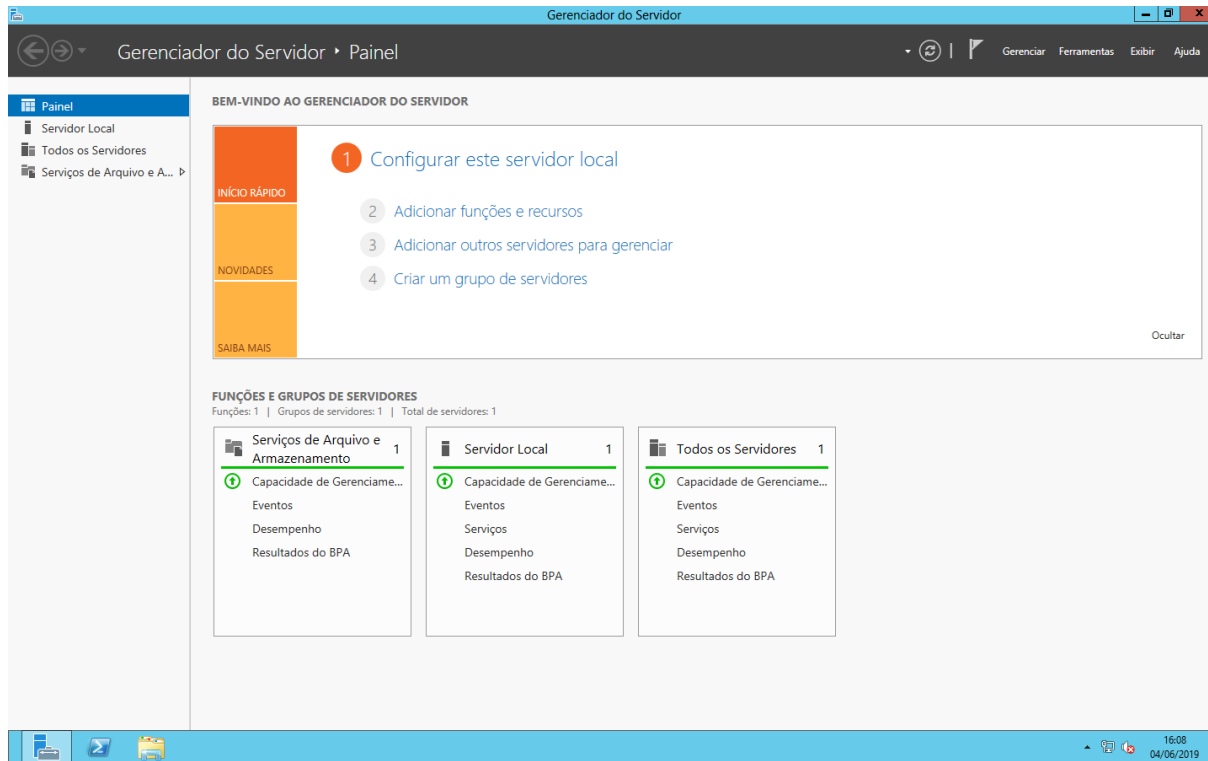 Gerenciador do Servidor
Gerenciador do Servidor ‣ Painel
Gerenciar Ferramentas Exibir Ajuda
Painel
Servidor Local
Todos os Servidores
Serviços de Arquivo e A...
BEM-VINDO AO GERENCIADOR DO SERVIDOR
INÍCIO RÁPIDO
NOVIDADES
SAIBA MAIS
1 Configurar este servidor local
2 Adicionar funções e recursos
3 Adicionar outros servidores para gerenciar
4 Criar um grupo de servidores
Ocultar
FUNÇÕES E GRUPOS DE SERVIDORES
Funções: 1 | Grupos de servidores: 1 | Total de servidores: 1
Serviços de Arquivo e
Armazenamento 1
Capacidade de Gerenciame...
Eventos
Desempenho
Resultados do BPA
Servidor Local 1
Capacidade de Gerenciame...
Eventos
Serviços
Desempenho
Resultados do BPA
Todos os Servidores 1
Capacidade de Gerenciame...
Eventos
Serviços
Desempenho
Resultados do BPA
16:08
04/06/2019